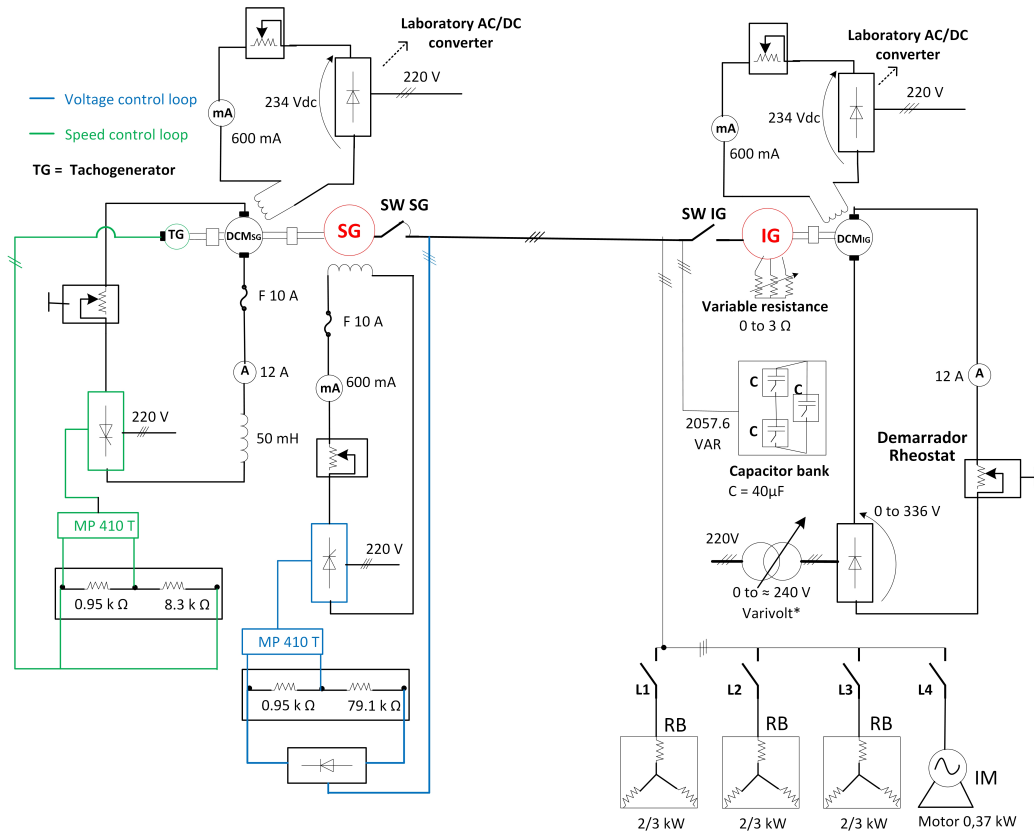 Laboratory AC/DC
converter
220 V
234 Vdc
mA
600 mA
Voltage control loop
Speed control loop
TG = Tachogenerator
Laboratory AC/DC
converter
220 V
234 Vdc
mA
600 mA
TG
DCMSG
SG
SW SG
SW IG
IG
DCMIG
F 10 A
F 10 A
Variable resistance
0 to 3 Ω
A
12 A
mA
600 mA
C
C
C
12 A
A
220 V
50 mH
2057.6
VAR
Capacitor bank
C = 40µF
Demarrador
Rheostat
MP 410 T
220 V
220V
0 to 336 V
0.95 k Ω
8.3 k Ω
0 to ≈ 240 V
Varivolt*
MP 410 T
0.95 k Ω
79.1 k Ω
L1
L2
L3
L4
RB
RB
RB
IM
2/3 kW
2/3 kW
2/3 kW
Motor 0,37 kW